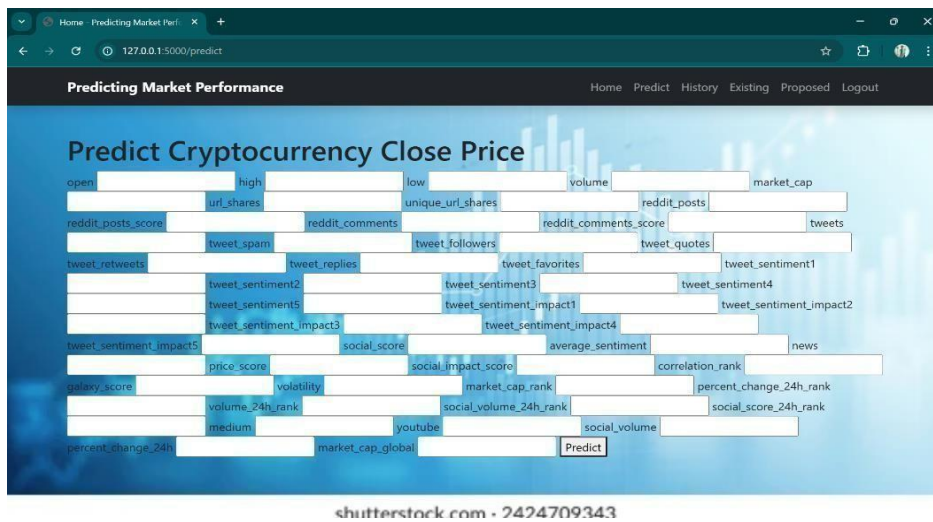 Home - Predicting Market Perfo
127.0.0.1:5000/predict
Predicting Market Performance Home Predict History Existing Proposed Logout
Predict Cryptocurrency Close Price
open high low volume market_cap
url_shares unique_url_shares reddit_posts
reddit_posts_score reddit_comments reddit_comments_score tweets
tweet_spam tweet_followers tweet_quotes
tweet_retweets tweet_replies tweet_favorites tweet_sentiment1
tweet_sentiment2 tweet_sentiment3 tweet_sentiment4
tweet_sentiment5 tweet_sentiment_impact1 tweet_sentiment_impact2
tweet_sentiment_impact3 tweet_sentiment_impact4
tweet_sentiment_impact5 social_score average_sentiment news
price_score social_impact_score correlation_rank
galaxy_score volatility market_cap_rank percent_change_24h_rank
volume_24h_rank social_volume_24h_rank social_score_24h_rank
medium youtube social_volume
percent_change_24h market_cap_global Predict
shutterstock.com · 2424709343